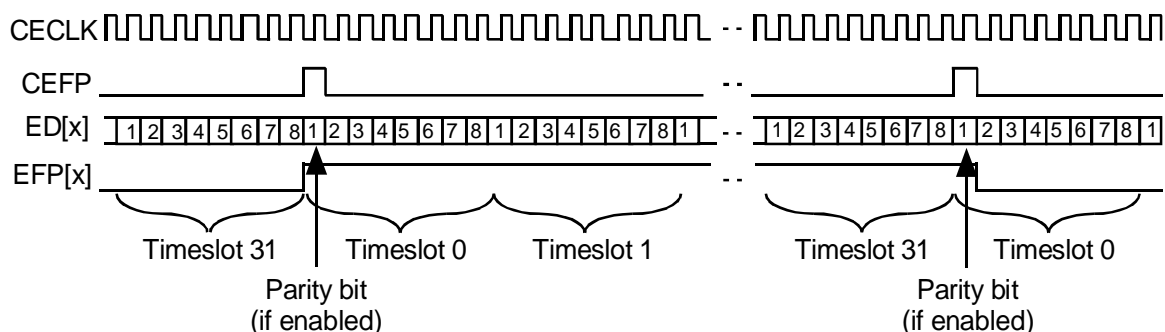 CECLK
- -
CEFP
- -
ED[x] 1 2 3 4 5 6 7 8 1 2 3 4 5 6 7 8 1 2 3 4 5 6 7 8 1 - - 1 2 3 4 5 6 7 8 1 2 3 4 5 6 7 8 1
EFP[x]
- -
Timeslot 31 Timeslot 0 Timeslot 1 Timeslot 31 Timeslot 0
Parity bit Parity bit
(if enabled) (if enabled)